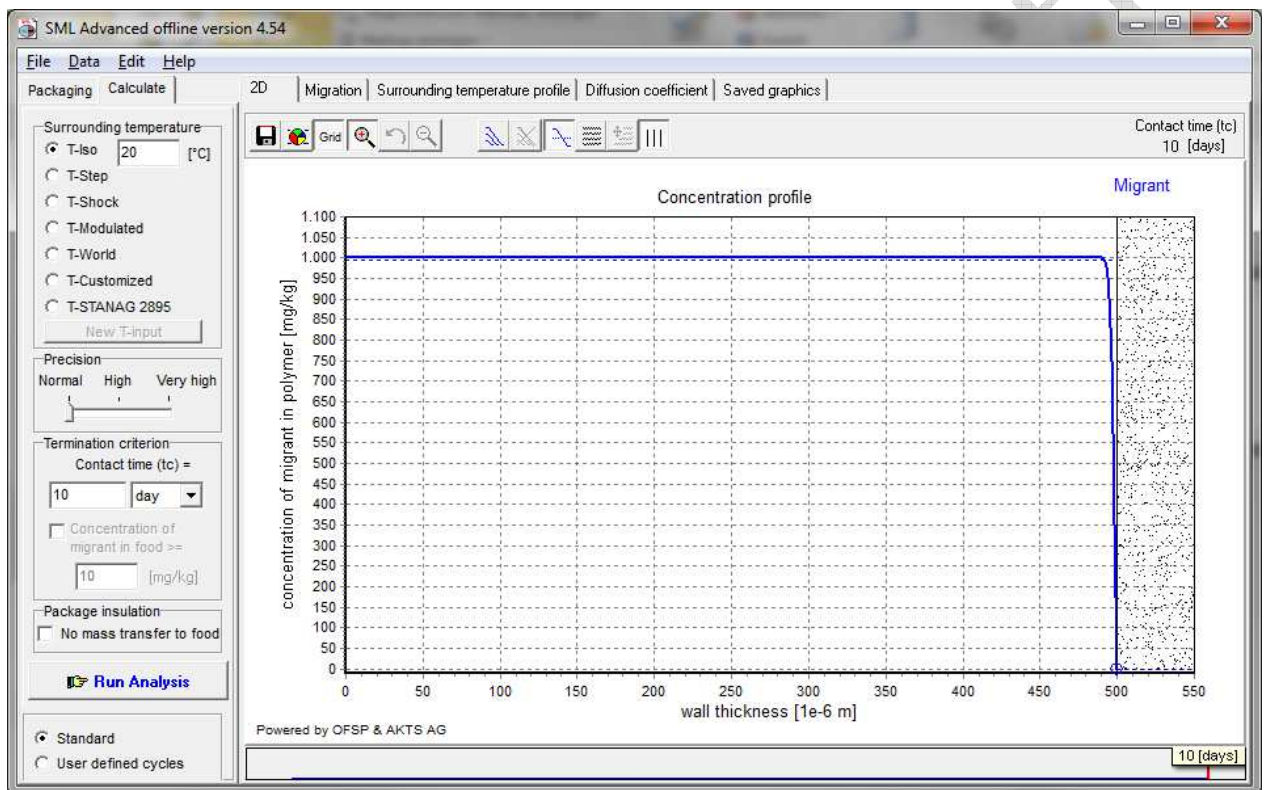 SML Advanced offline version 4.54
File Data Edit Help
Packaging Calculate
2D Migration Surrounding temperature profile Diffusion coefficient Saved graphics
Surrounding temperature
T-Iso 20 [°C]
T-Step
T-Shock
T-Modulated
T-World
T-Customized
T-STANAG 2895
New T-input
Precision
Normal High Very high
Termination criterion
Contact time (tc) =
10 day
Concentration of
migrant in food >=
10 [mg/kg]
Package insulation
No mass transfer to food
Run Analysis
Standard
User defined cycles
Grid
Contact time (tc)
10 [days]
Migrant
Concentration profile
concentration of migrant in polymer [mg/kg]
1.100
1.050
1.000
950
900
850
800
750
700
650
600
550
500
450
400
350
300
250
200
150
100
50
0
0 50 100 150 200 250 300 350 400 450 500 550
wall thickness [1e-6 m]
Powered by OFSP & AKTS AG
10 [days]